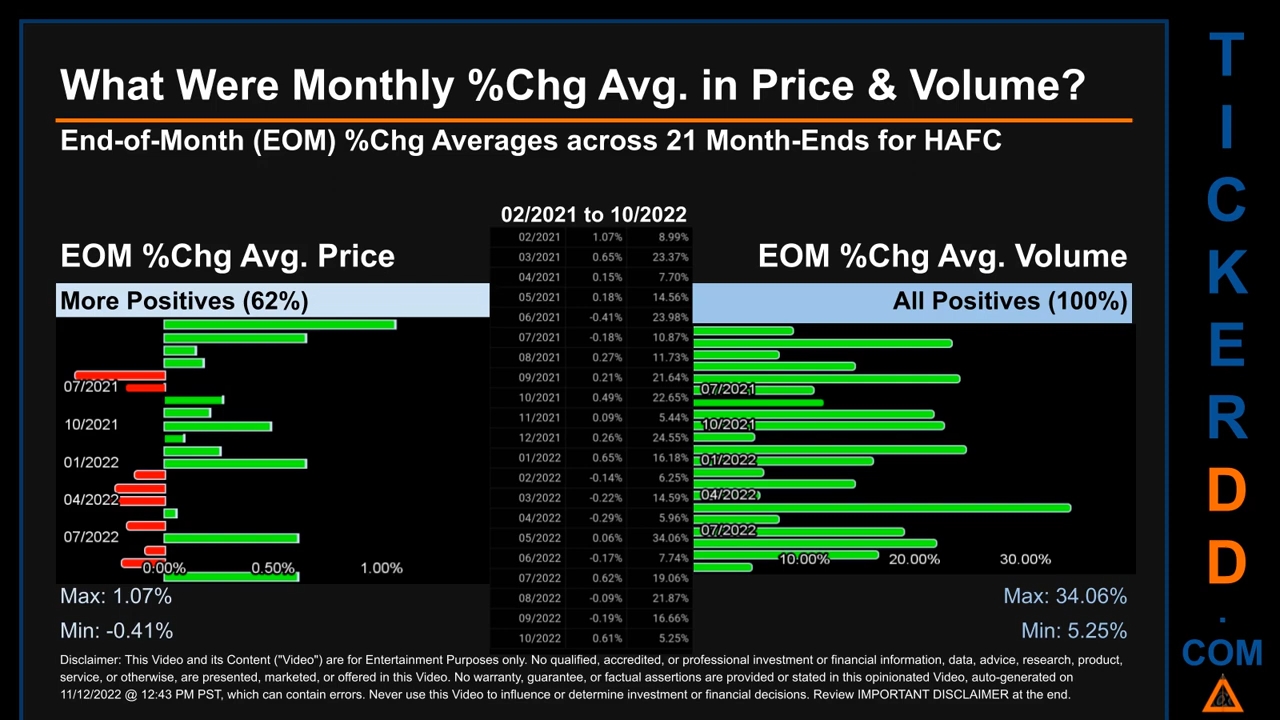 What Were Monthly %Chg Avg. in Price & Volume?
End-of-Month (EOM) %Chg Averages across 21 Month-Ends for HAFC
02/2021 to 10/2022
EOM %Chg Avg. Price
More Positives (62%)
07/2021
10/2021
01/2022
04/2022
07/2022
0.00% 0.50% 1.00%
Max: 1.07%
Min: -0.41%
02/2021 1.07% 8.99%
03/2021 0.65% 23.37%
04/2021 0.15% 7.70%
05/2021 0.18% 14.56%
06/2021 -0.41% 23.98%
07/2021 -0.18% 10.87%
08/2021 0.27% 11.73%
09/2021 0.21% 21.64%
10/2021 0.49% 22.65%
11/2021 0.09% 5.44%
12/2021 0.26% 24.55%
01/2022 0.65% 16.18%
02/2022 -0.14% 6.25%
03/2022 -0.22% 14.59%
04/2022 -0.29% 5.96%
05/2022 0.06% 34.06%
06/2022 -0.17% 7.74%
07/2022 0.62% 19.06%
08/2022 -0.09% 21.87%
09/2022 -0.19% 16.66%
10/2022 0.61% 5.25%
EOM %Chg Avg. Volume
All Positives (100%)
07/2021
10/2021
01/2022
04/2022
07/2022
10.00% 20.00% 30.00%
Max: 34.06%
Min: 5.25%
Disclaimer: This Video and its Content ("Video") are for Entertainment Purposes only. No qualified, accredited, or professional investment or financial information, data, advice, research, product,
service, or otherwise, are presented, marketed, or offered in this Video. No warranty, guarantee, or factual assertions are provided or stated in this opinionated Video, auto-generated on
11/12/2022 @ 12:43 PM PST, which can contain errors. Never use this Video to influence or determine investment or financial decisions. Review IMPORTANT DISCLAIMER at the end.
T
I
C
K
E
R
D
D
.
COM